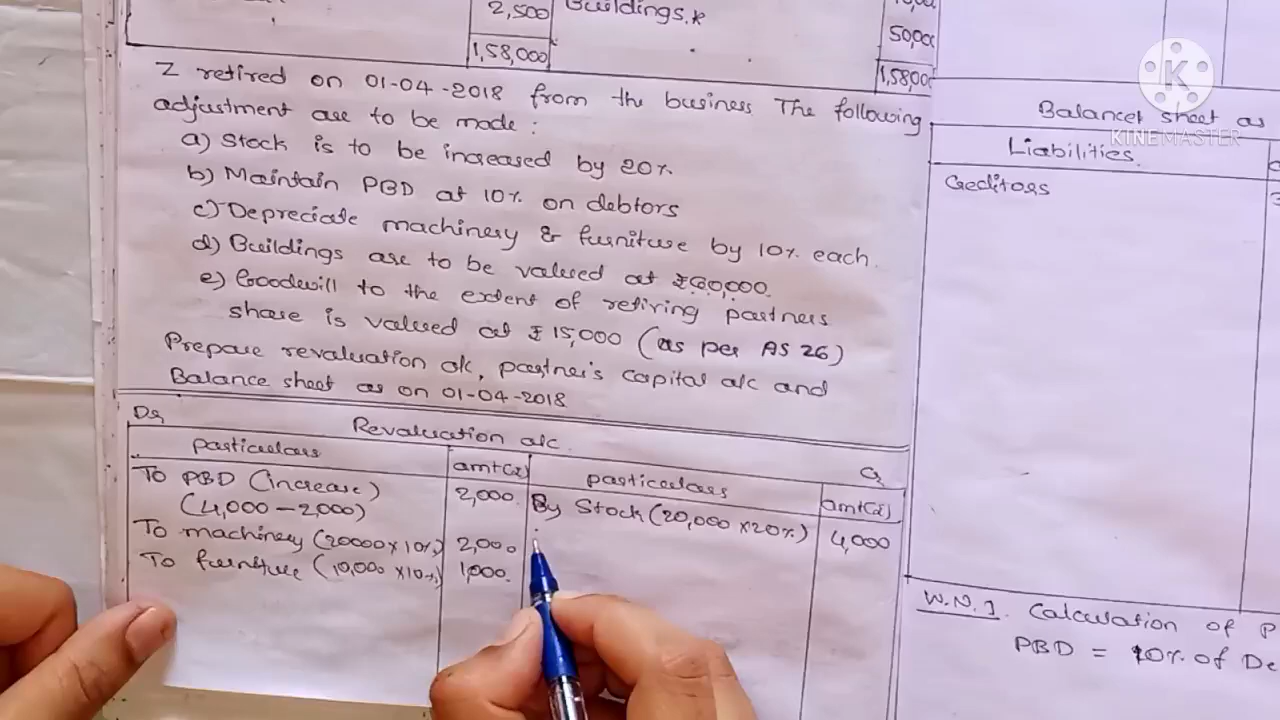 2,500 Buildings.
50,00
1,58,000 1,58,00
Z retired on 01-04-2018 from the business The following
adjustment are to be made :
a) Stock is to be increased by 20%.
b) Maintain PBD at 10% on debtors
c) Depreciate machinery & furniture by 10% each.
d) Buildings are to be valued at ₹60,000.
e) Goodwill to the extent of retiring partners
share is valued at ₹ 15,000 (as per AS 26)
Prepare revaluation a/c, partner's capital a/c and
Balance sheet as on 01-04-2018
Dr Revaluation a/c. Cr
particulars amt(₹) particulars amt(₹)
To PBD (increase) 2,000. By Stock (20,000 x 20%) 4,000
(4,000 - 2,000)
To machinery (20000 x 10%) 2,000
To furniture (10,000 x 10%) 1,000.
K
KINEMASTER
Balance sheet as
Liabilities.
Creditors
W.N.1. Calculation of P
PBD = 10% of De